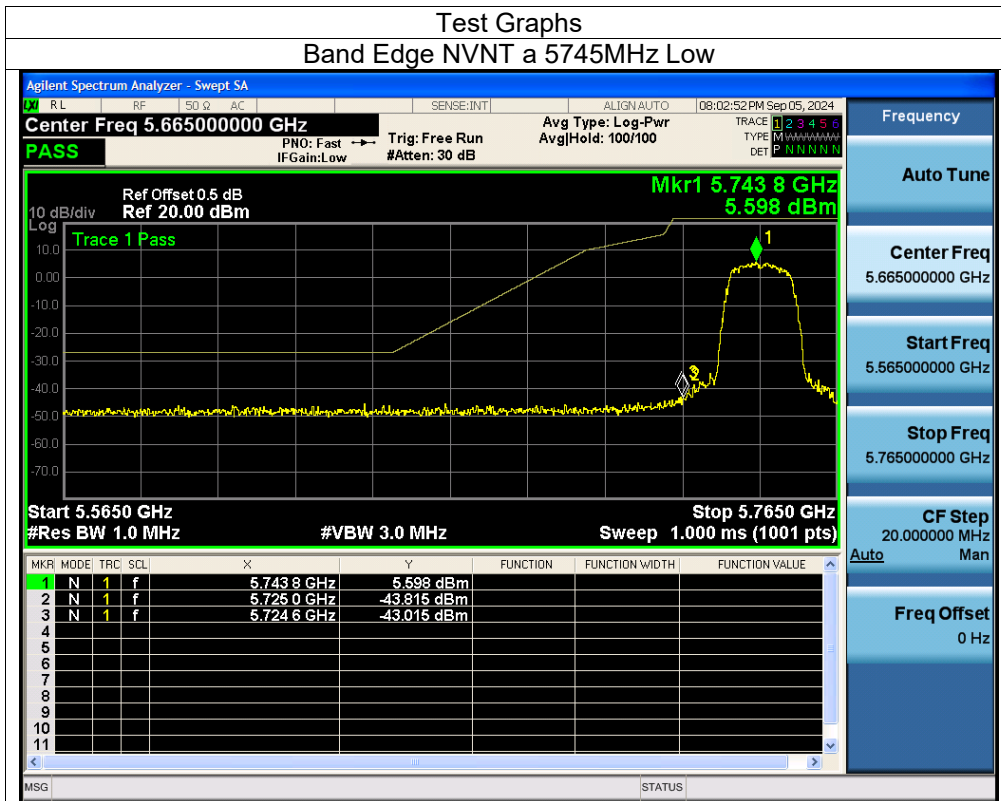 Test Graphs
Band Edge NVNT a 5745MHz Low
Agilent Spectrum Analyzer - Swept SA
LXI RL RF 50 Ω AC SENSE:INT ALIGNAUTO 08:02:52 PM Sep 05, 2024
Center Freq 5.665000000 GHz
PASS
PNO: Fast
IFGain:Low
Trig: Free Run
#Atten: 30 dB
Avg Type: Log-Pwr
Avg|Hold: 100/100
TRACE 1 2 3 4 5 6
TYPE MWWWWW
DET P NNNNN
Frequency
Auto Tune
Center Freq
5.665000000 GHz
Start Freq
5.565000000 GHz
Stop Freq
5.765000000 GHz
CF Step
20.000000 MHz
Auto Man
Freq Offset
0 Hz
Mkr1 5.743 8 GHz
5.598 dBm
Ref Offset 0.5 dB
10 dB/div Ref 20.00 dBm
Log
Trace 1 Pass
1
10.0
0.00
-10.0
-20.0
-30.0
-40.0
-50.0
-60.0
-70.0
Start 5.5650 GHz Stop 5.7650 GHz
#Res BW 1.0 MHz #VBW 3.0 MHz Sweep 1.000 ms (1001 pts)
MKR MODE TRC SCL X Y FUNCTION FUNCTION WIDTH FUNCTION VALUE
1 N 1 f 5.743 8 GHz 5.598 dBm
2 N 1 f 5.725 0 GHz -43.815 dBm
3 N 1 f 5.724 6 GHz -43.015 dBm
4
5
6
7
8
9
10
11
MSG STATUS